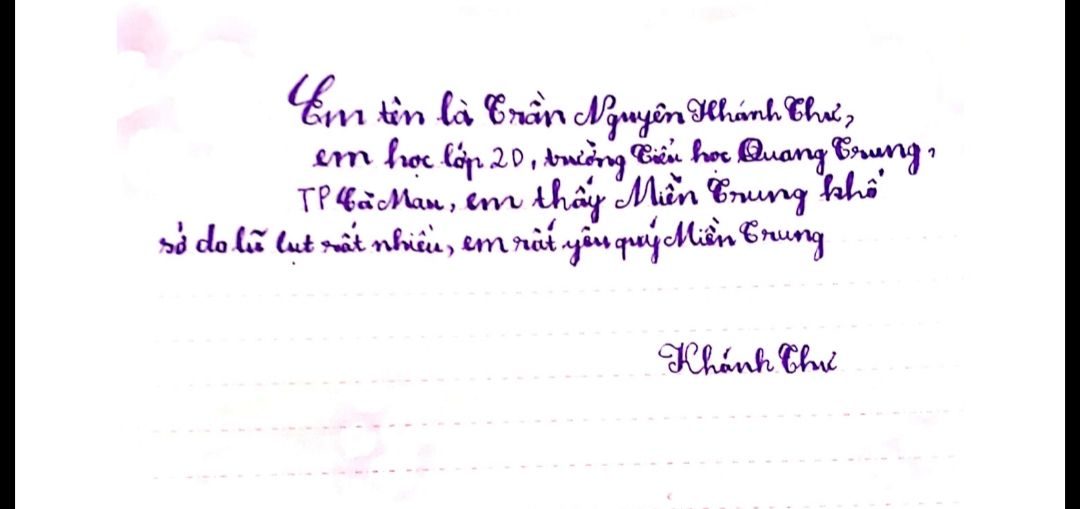 Em tên là Trần Nguyên Khánh Thư,
em học lớp 2D, trường Tiểu học Quang Trung,
TP Cà Mau, em thấy Miền Trung khổ
sở do lũ lụt rất nhiều, em rất yêu quý Miền Trung
Khánh Thư